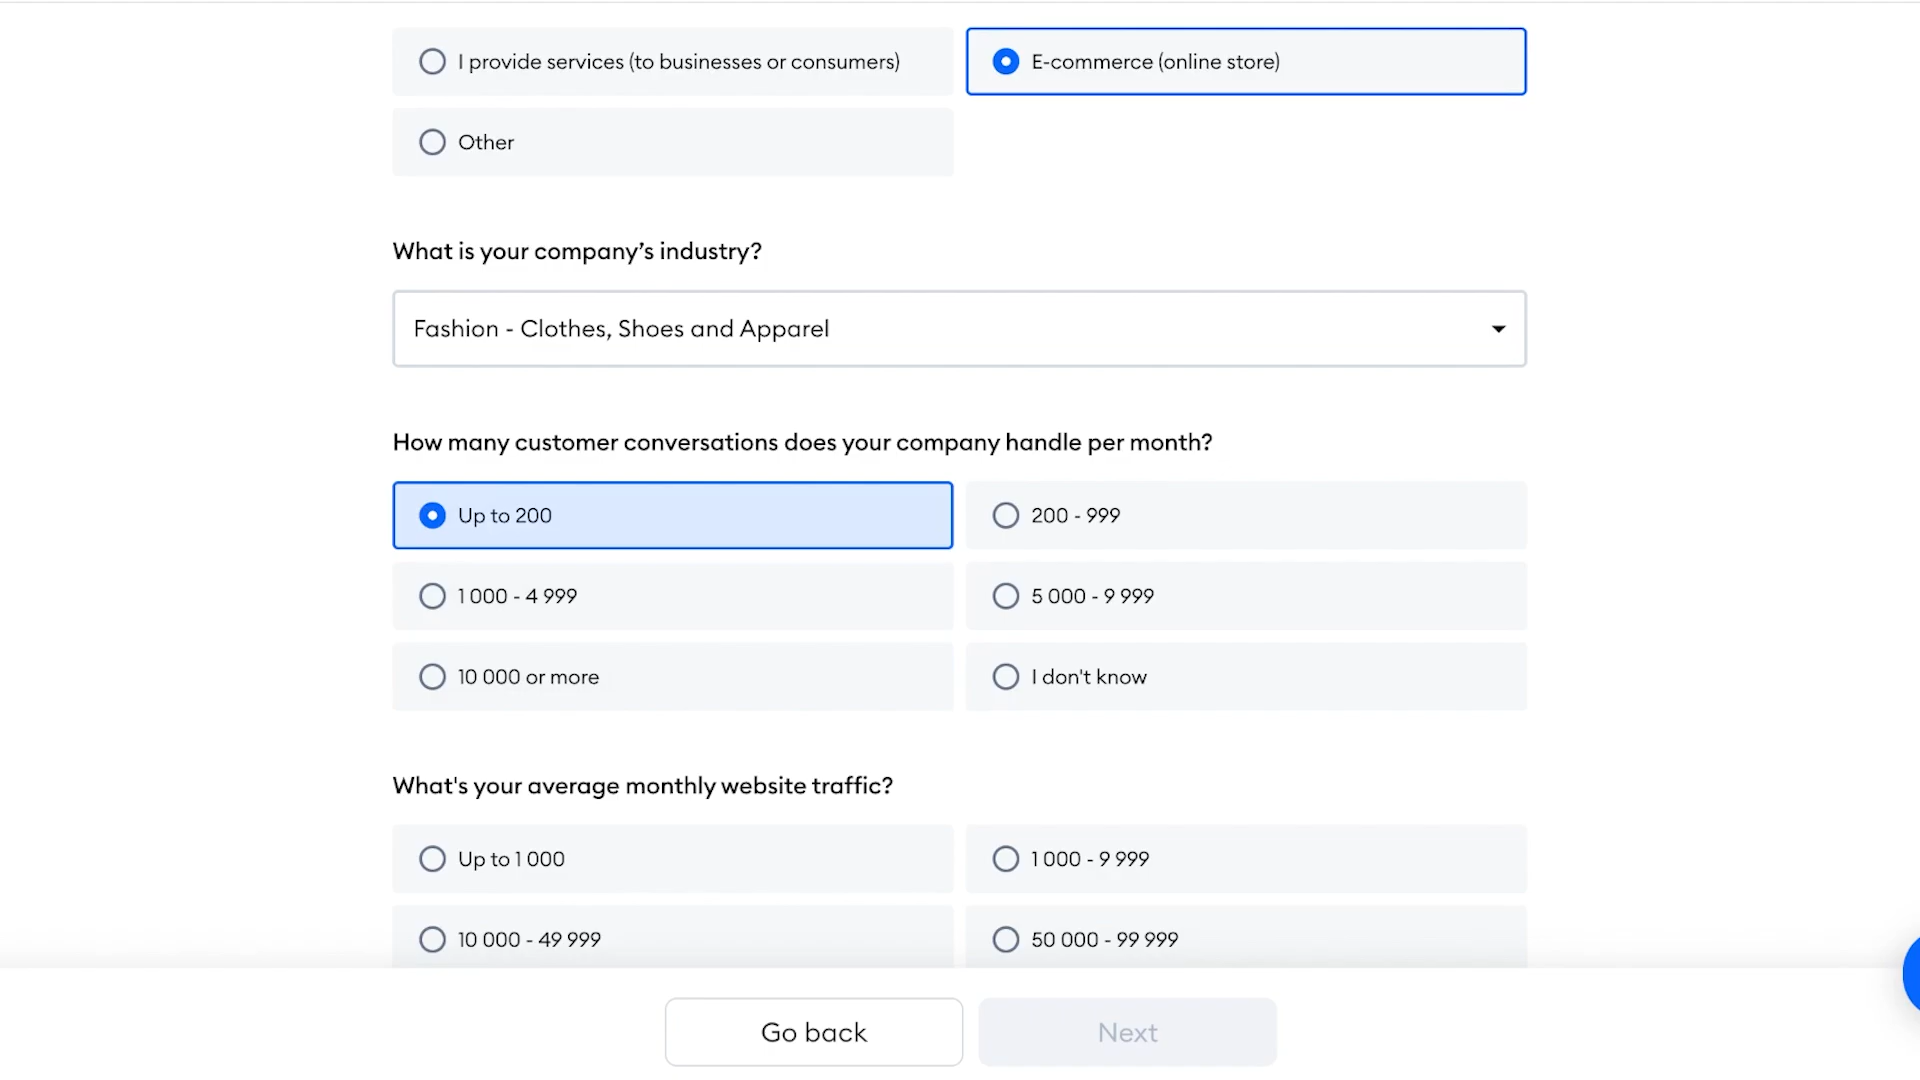 I provide services (to businesses or consumers)
E-commerce (online store)
Other
What is your company’s industry?
Fashion - Clothes, Shoes and Apparel
How many customer conversations does your company handle per month?
Up to 200
200 - 999
1 000 - 4 999
5 000 - 9 999
10 000 or more
I don't know
What's your average monthly website traffic?
Up to 1 000
1 000 - 9 999
10 000 - 49 999
50 000 - 99 999
Go back
Next